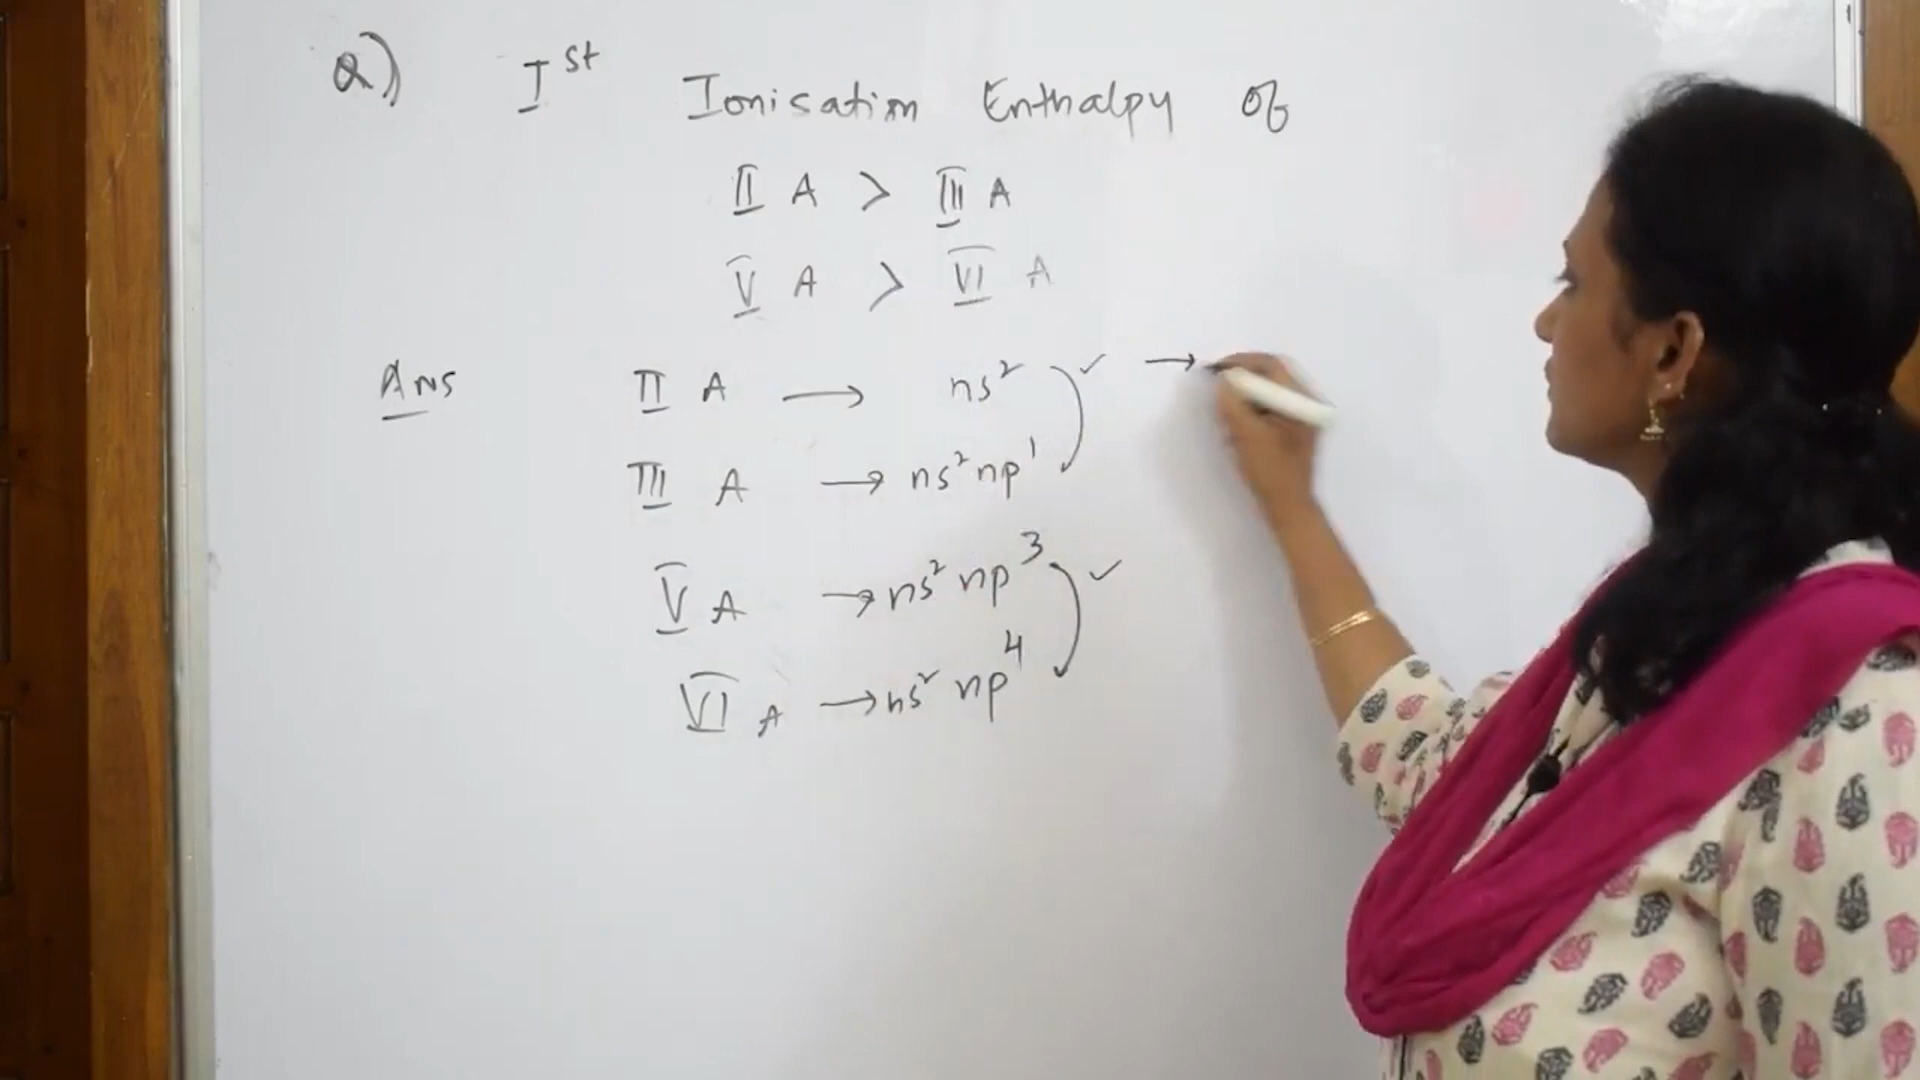 Q) Ist Ionisation Enthalpy of
II A > III A
V A > VI A
Ans II A → ns² ✓ →
III A → ns² np¹
V A → ns² np³ ✓
VI A → ns² np⁴